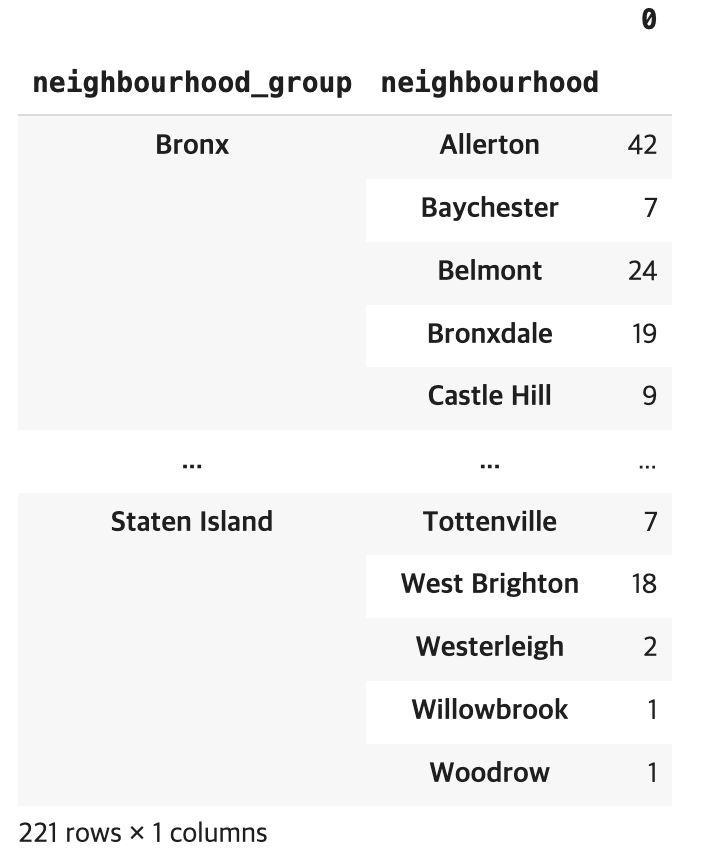 0
neighbourhood_group neighbourhood
Bronx Allerton 42
Baychester 7
Belmont 24
Bronxdale 19
Castle Hill 9
... ... ...
Staten Island Tottenville 7
West Brighton 18
Westerleigh 2
Willowbrook 1
Woodrow 1
221 rows × 1 columns